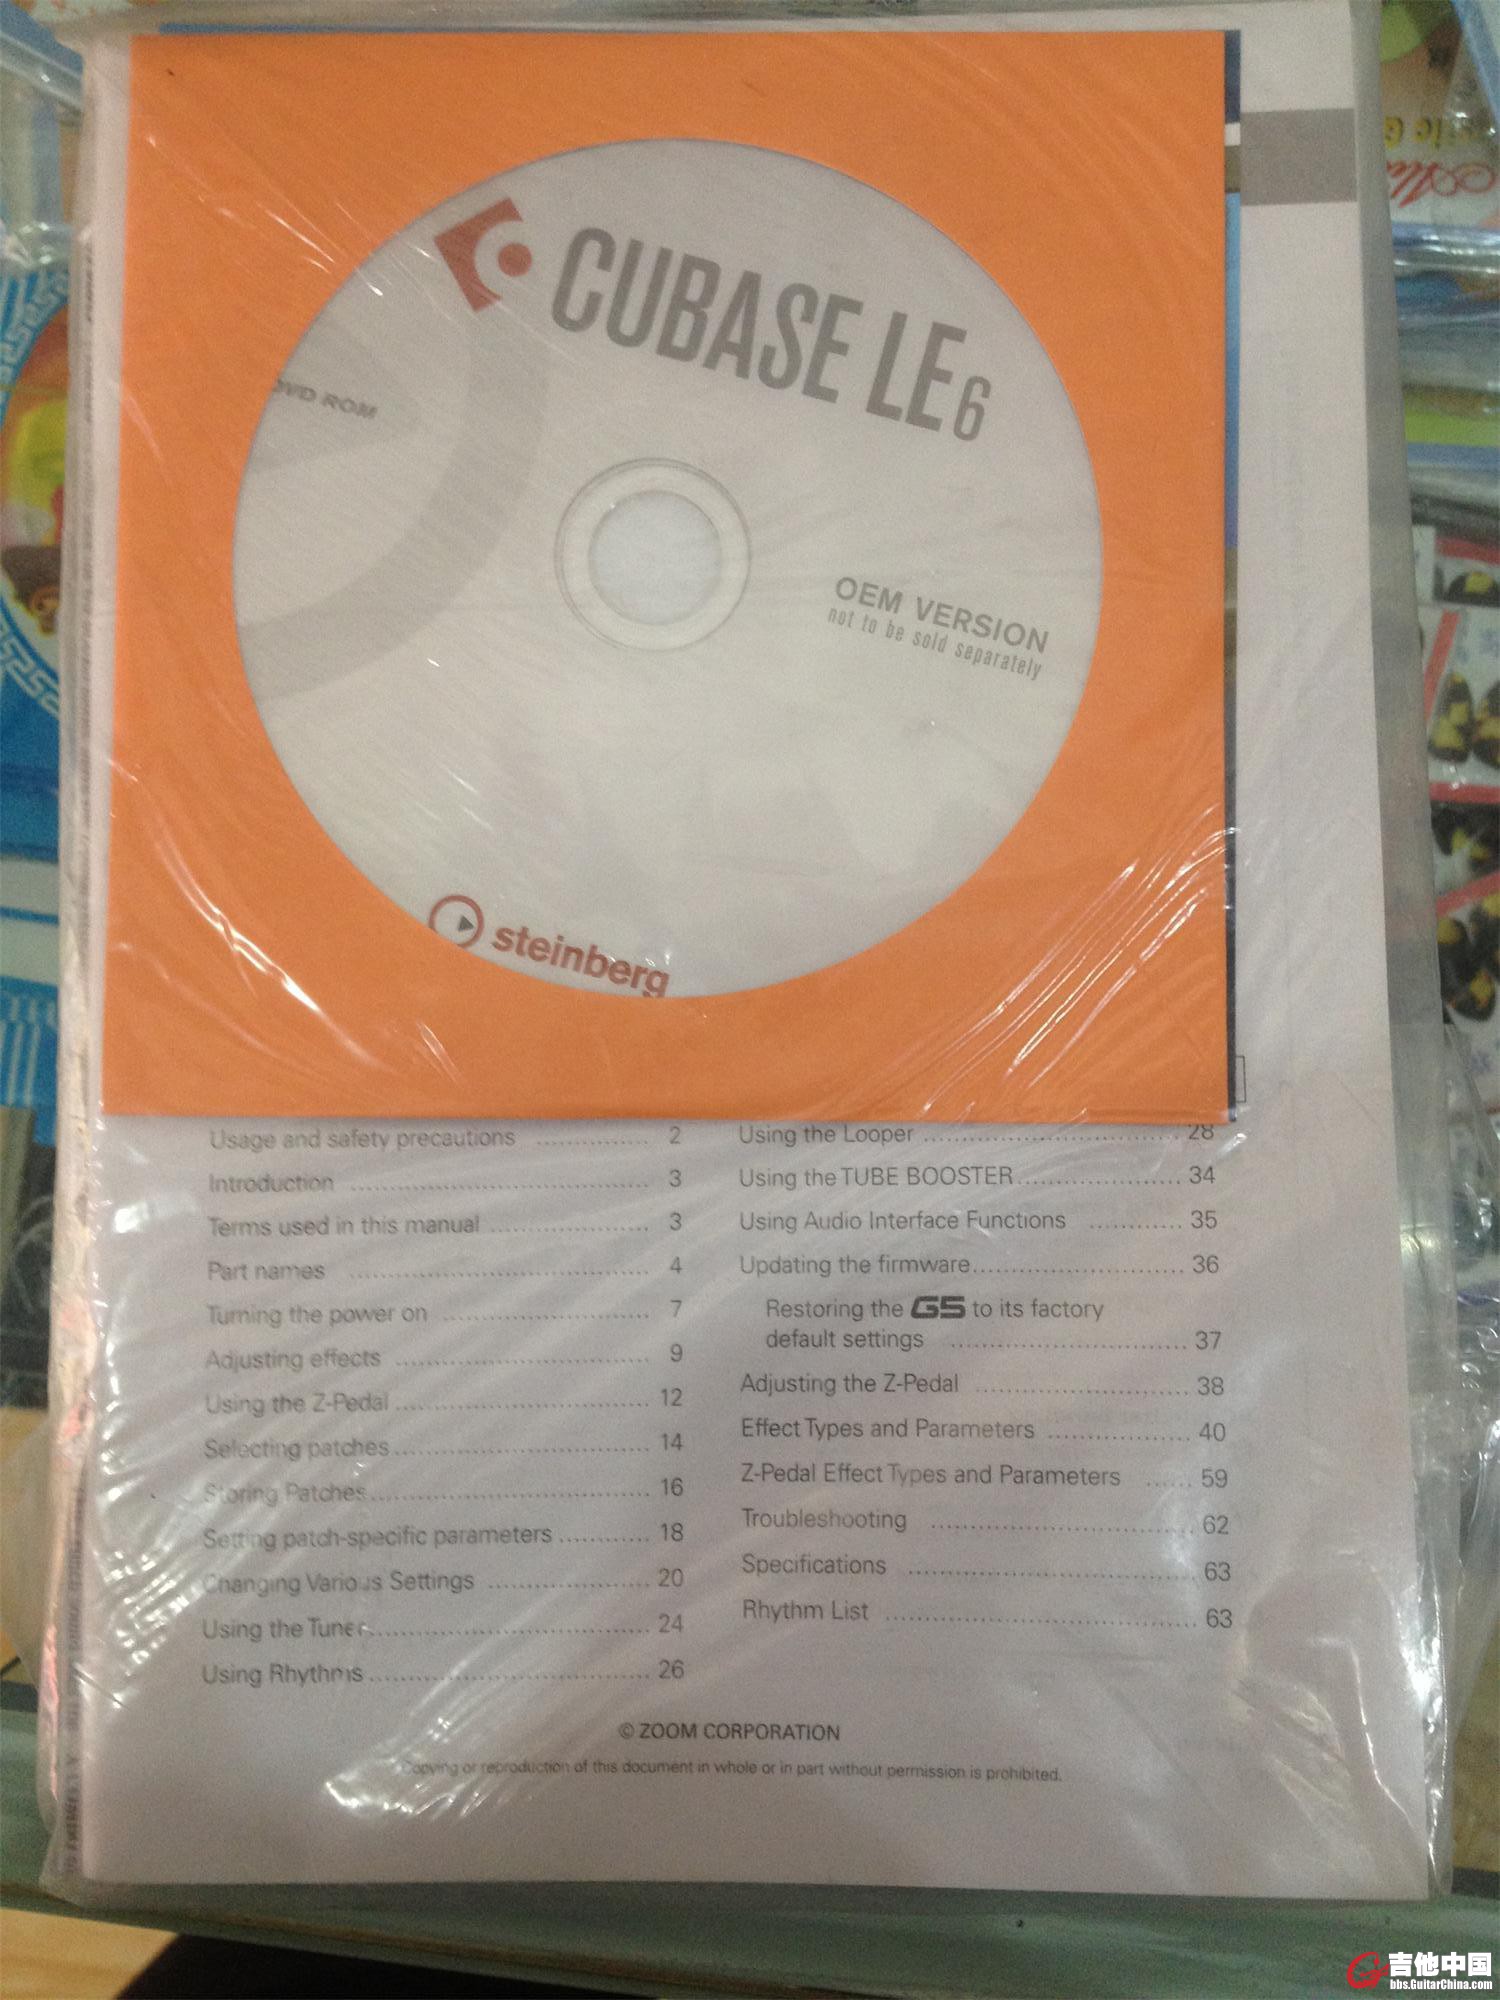 CUBASE LE 6
DVD ROM
OEM VERSION
not to be sold separately
steinberg
Usage and safety precautions ............... 2
Introduction ........................................ 3
Terms used in this manual ...................... 3
Part names ........................................ 4
Turning the power on ............................ 7
Adjusting effects .................................. 9
Using the Z-Pedal .................................. 12
Selecting patches .................................. 14
Storing Patches .................................... 16
Setting patch-specific parameters ............ 18
Changing Various Settings ...................... 20
Using the Tuner .................................... 24
Using Rhythms .................................... 26
Using the Looper .................................. 28
Using the TUBE BOOSTER ...................... 34
Using Audio Interface Functions ............ 35
Updating the firmware ............................ 36
Restoring the G5 to its factory
default settings .................................... 37
Adjusting the Z-Pedal ............................ 38
Effect Types and Parameters .................. 40
Z-Pedal Effect Types and Parameters ...... 59
Troubleshooting .................................... 62
Specifications ...................................... 63
Rhythm List ........................................ 63
© ZOOM CORPORATION
Copying or reproduction of this document in whole or in part without permission is prohibited.
吉他中国
bbs.GuitarChina.com